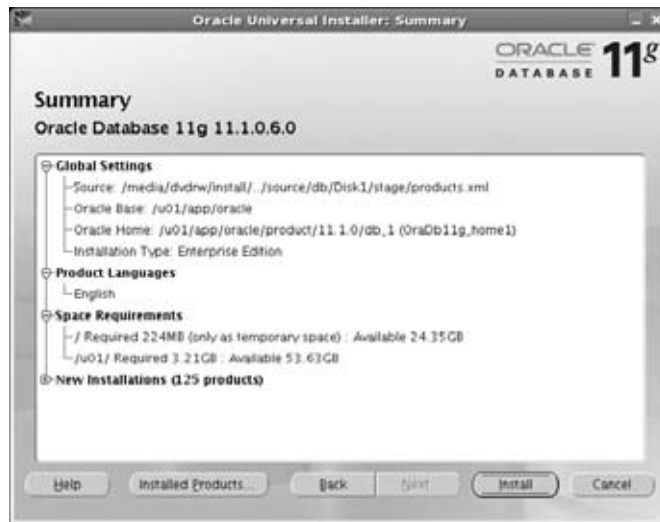 Oracle Universal Installer: Summary
ORACLE 11g
DATABASE
Summary
Oracle Database 11g 11.1.0.6.0
Global Settings
Source: /media/dvdrw/install/../source/db/Disk1/stage/products.xml
Oracle Base: /u01/app/oracle
Oracle Home: /u01/app/oracle/product/11.1.0/db_1 (OraDb11g_home1)
Installation Type: Enterprise Edition
Product Languages
English
Space Requirements
/ Required 224MB (only as temporary space) : Available 24.35GB
/u01/ Required 3.21GB : Available 53.63GB
New Installations (125 products)
Help Installed Products... Back Next Install Cancel